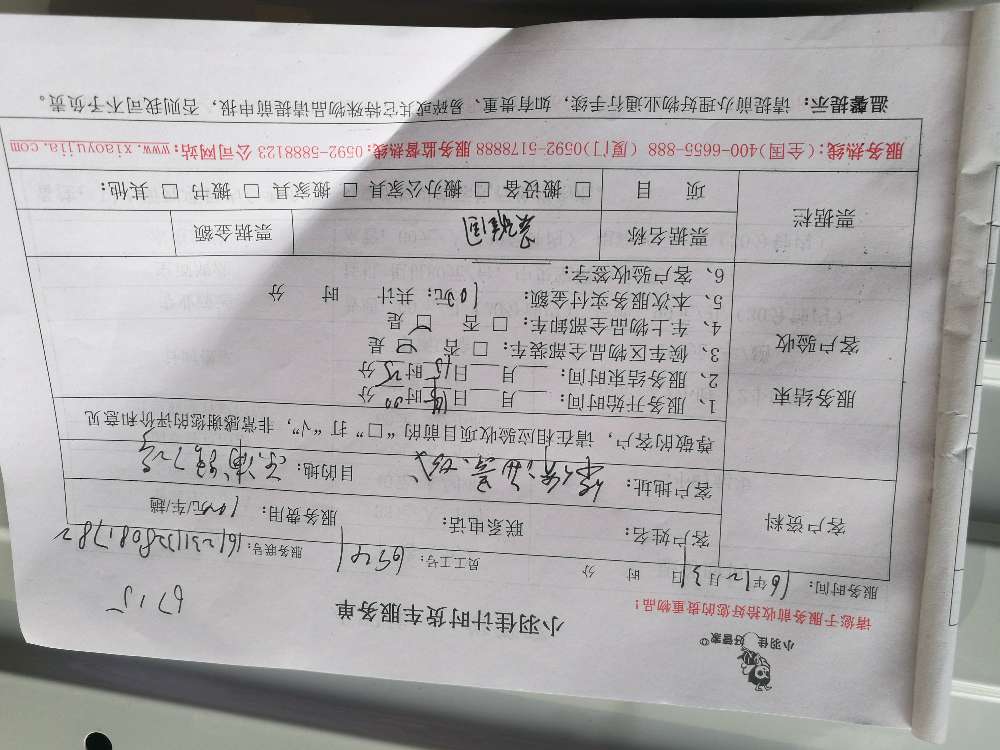 小羽佳 好管家
小羽佳计时货车服务单
6715
请您于服务前收拾好您的贵重物品!
服务时间: 16年12月31日 时 分 员工工号: 服务账号:
客户资料
客户姓名: 联系电话: 服务费用: 元/车/趟
客户地址: 目的地:
服务结束
客户验收
尊敬的客户,请在相应验收项目前的“□”打“√”,非常感谢您的评价和意见
1、服务开始时间: 月 日 时 分
2、服务结束时间: 月 日15时25分
3、候车区物品全部装车: □ 否 □ 是
4、车上物品全部卸车: □ 否 □ 是
5、本次服务交付金额: 元; 共计 时 分
6、客户验收签字:
票据栏
票据名称 票据金额
项 目 □ 搬设备 □ 搬办公家具 □ 搬家具 □ 搬书 □ 其他:
服务热线:(全国)400-6655-888 (厦门)0592-5178888 服务监督热线:0592-5888123 公司网站:www.xiaoyujia.com
温馨提示: 请提前办理好物业通行手续,如有贵重、易碎或其它特殊物品请提前申报,否则我司不予负责。